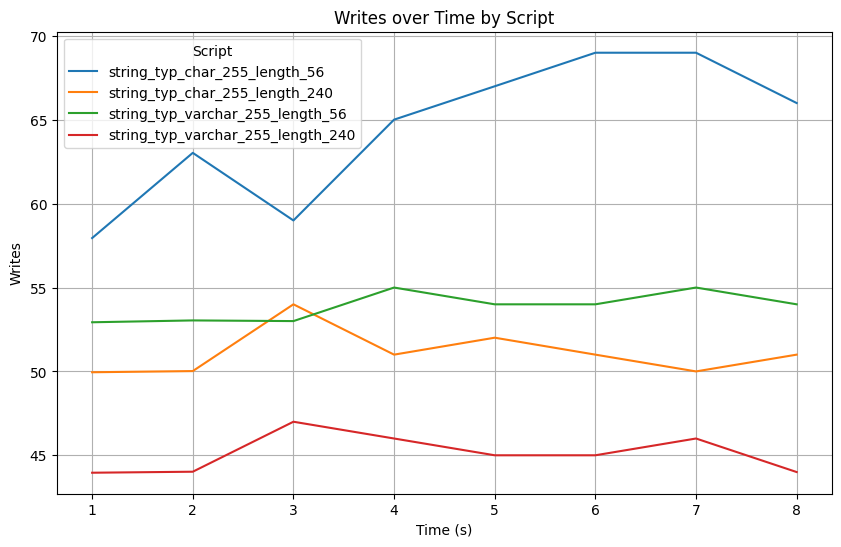 Writes over Time by Script
70
65
60
55
50
45
Writes
Script
string_typ_char_255_length_56
string_typ_char_255_length_240
string_typ_varchar_255_length_56
string_typ_varchar_255_length_240
1 2 3 4 5 6 7 8
Time (s)